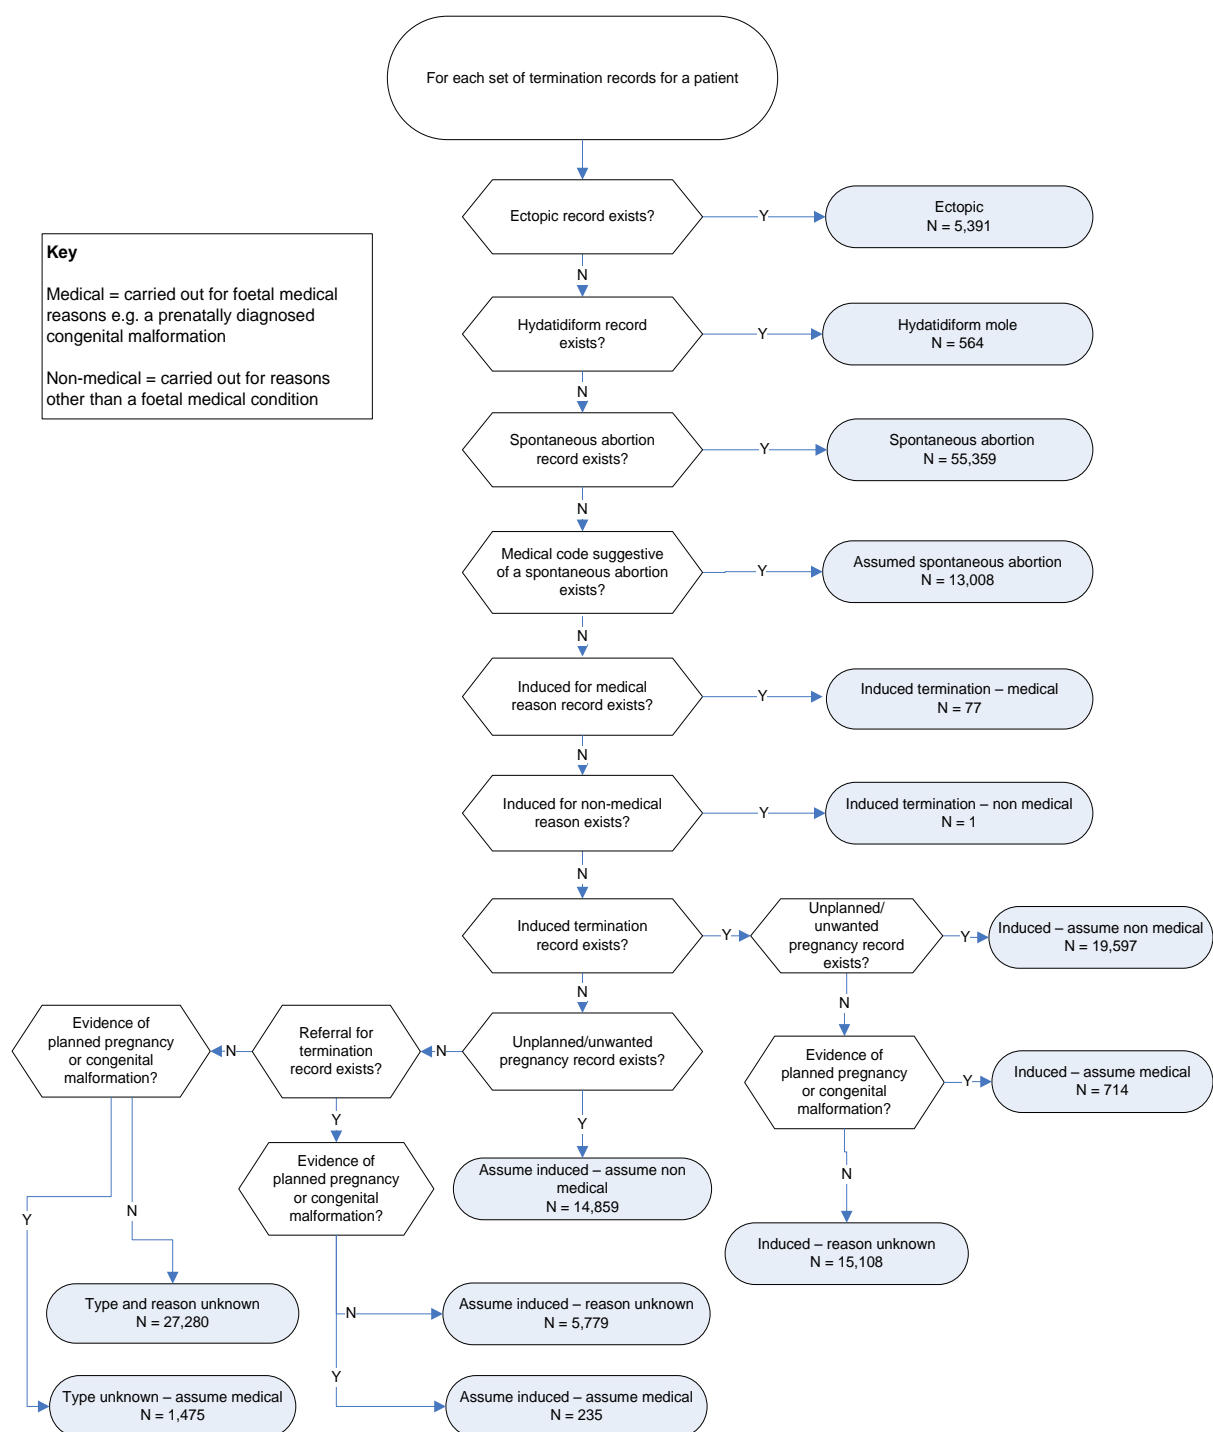 For each set of termination records for a patient
Ectopic record exists?
Y
Ectopic
N = 5,391
N
Key
Medical = carried out for foetal medical
reasons e.g. a prenatally diagnosed
congenital malformation
Non-medical = carried out for reasons
other than a foetal medical condition
Hydatidiform record
exists?
Y
Hydatidiform mole
N = 564
N
Spontaneous abortion
record exists?
Y
Spontaneous abortion
N = 55,359
N
Medical code suggestive
of a spontaneous abortion
exists?
Y
Assumed spontaneous abortion
N = 13,008
N
Induced for medical
reason record exists?
Y
Induced termination – medical
N = 77
N
Induced for non-medical
reason exists?
Y
Induced termination – non medical
N = 1
N
Induced termination
record exists?
Y
Unplanned/
unwanted
pregnancy record
exists?
Y
Induced – assume non medical
N = 19,597
N
N
Evidence of
planned pregnancy
or congenital
malformation?
N
Referral for
termination
record exists?
N
Unplanned/unwanted
pregnancy record exists?
Evidence of
planned pregnancy
or congenital
malformation?
Y
Induced – assume medical
N = 714
Y
Y
N
Evidence of
planned pregnancy
or congenital
malformation?
Assume induced – assume non
medical
N = 14,859
Y
N
Induced – reason unknown
N = 15,108
Type and reason unknown
N = 27,280
N
Assume induced – reason unknown
N = 5,779
Y
Type unknown – assume medical
N = 1,475
Assume induced – assume medical
N = 235